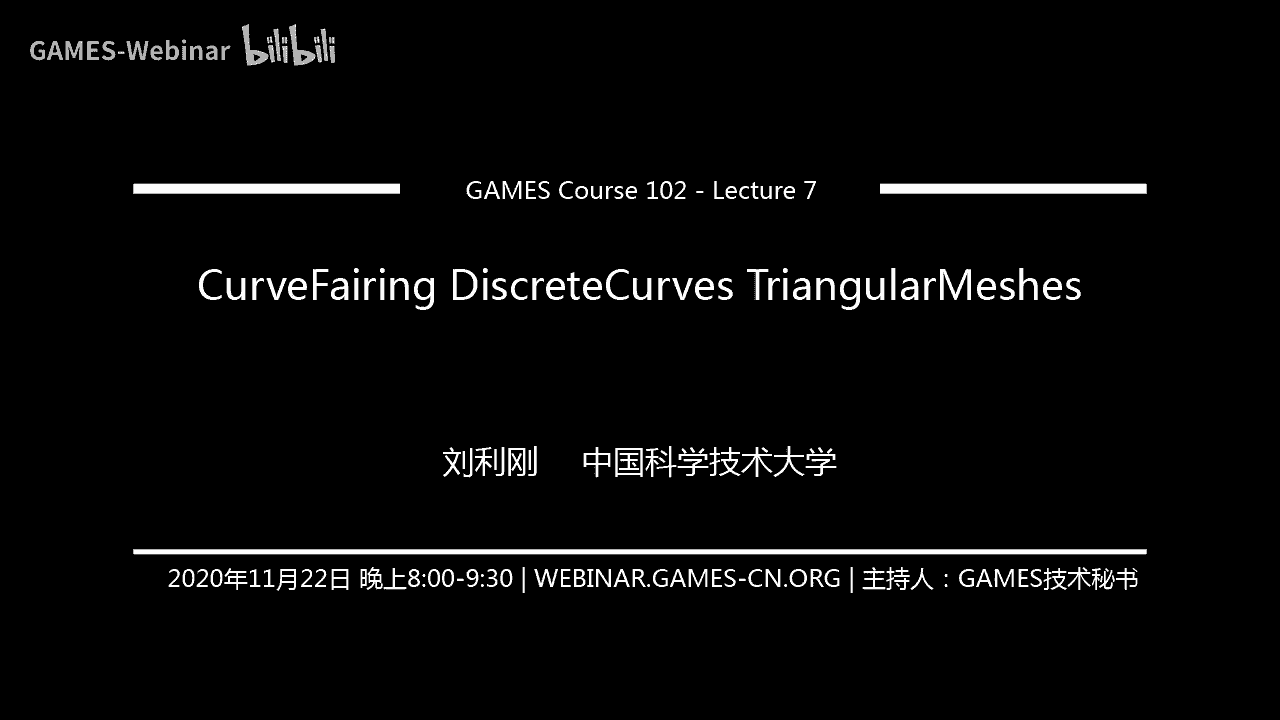 GAMES-Webinar bilibili
GAMES Course 102 - Lecture 7
CurveFairing DiscreteCurves TriangularMeshes
刘利刚 中国科学技术大学
2020年11月22日 晚上8:00-9:30 | WEBINAR.GAMES-CN.ORG | 主持人：GAMES技术秘书